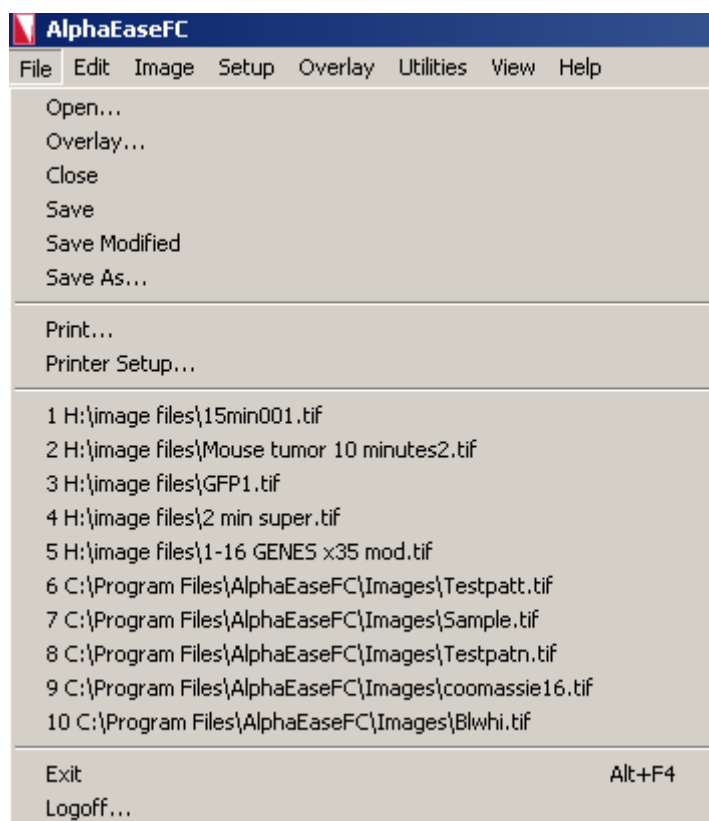 AlphaEaseFC
File Edit Image Setup Overlay Utilities View Help
Open...
Overlay...
Close
Save
Save Modified
Save As...
Print...
Printer Setup...
1 H:\image files\15min001.tif
2 H:\image files\Mouse tumor 10 minutes2.tif
3 H:\image files\GFP1.tif
4 H:\image files\2 min super.tif
5 H:\image files\1-16 GENES x35 mod.tif
6 C:\Program Files\AlphaEaseFC\Images\Testpatt.tif
7 C:\Program Files\AlphaEaseFC\Images\Sample.tif
8 C:\Program Files\AlphaEaseFC\Images\Testpatn.tif
9 C:\Program Files\AlphaEaseFC\Images\coomassie16.tif
10 C:\Program Files\AlphaEaseFC\Images\Blwhi.tif
Exit Alt+F4
Logoff...